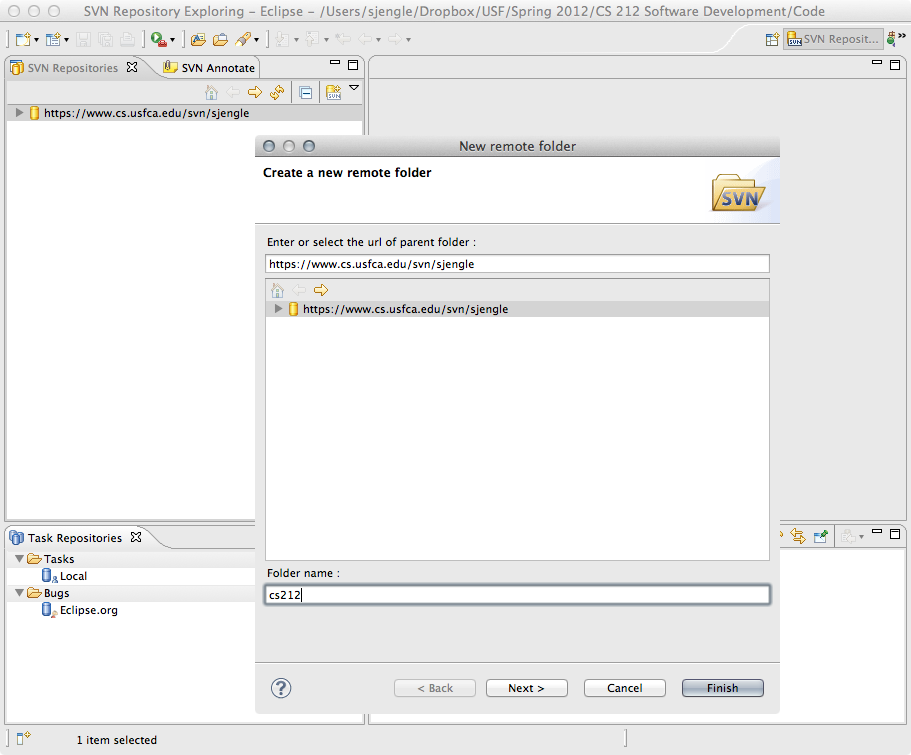 SVN Repository Exploring – Eclipse – /Users/sjengle/Dropbox/USF/Spring 2012/CS 212 Software Development/Code
SVN Reposit...
SVN Repositories
SVN Annotate
SVN
https://www.cs.usfca.edu/svn/sjengle
New remote folder
Create a new remote folder
SVN
Enter or select the url of parent folder :
https://www.cs.usfca.edu/svn/sjengle
https://www.cs.usfca.edu/svn/sjengle
Task Repositories
Tasks
Local
Bugs
Eclipse.org
Folder name :
cs212
? < Back Next > Cancel Finish
1 item selected